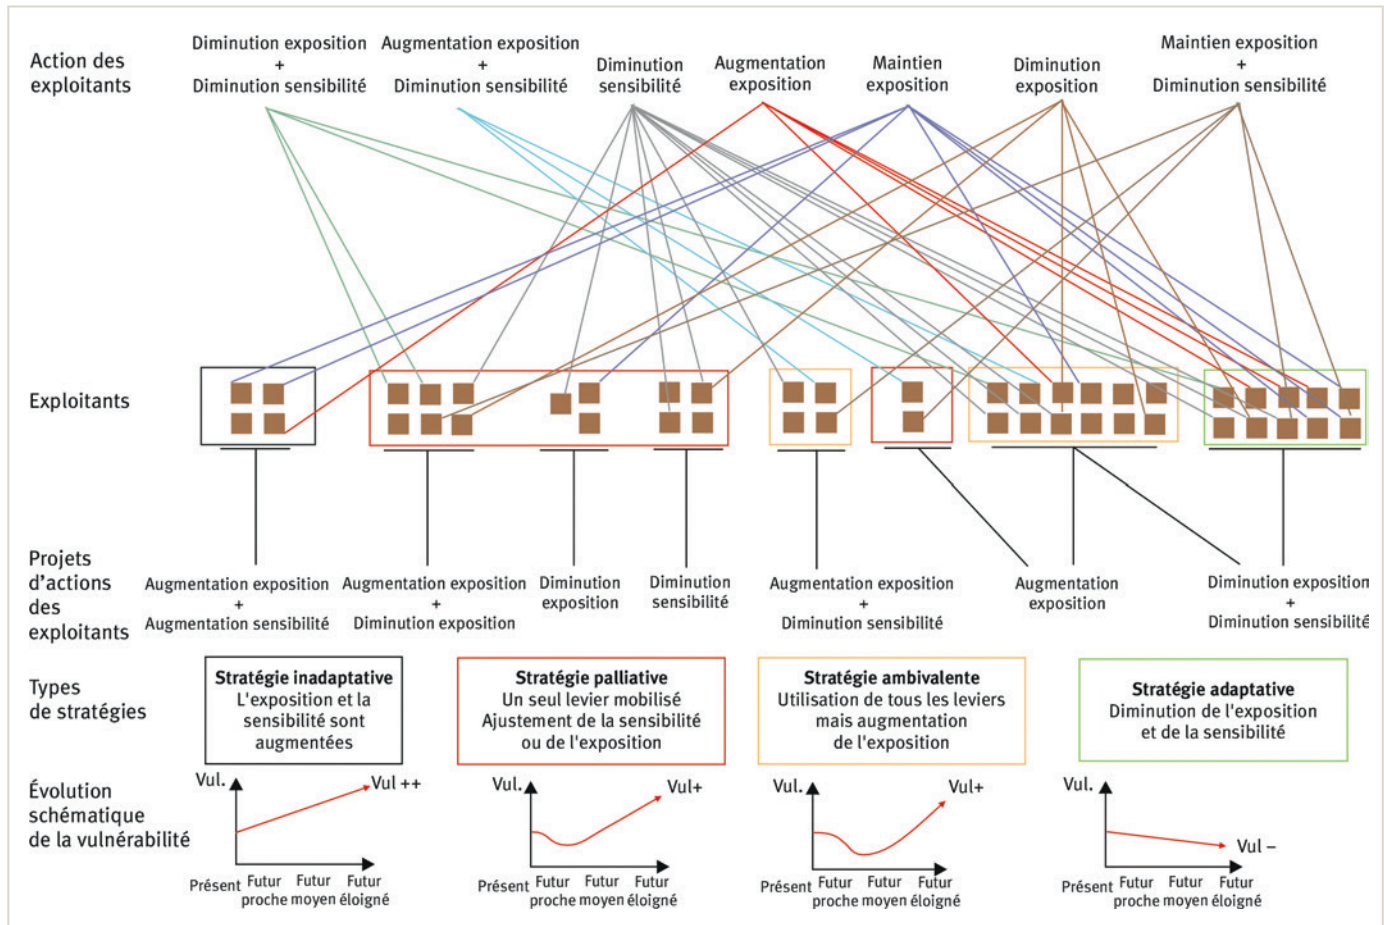 Action des
exploitants
Diminution exposition
+
Diminution sensibilité
Augmentation exposition
+
Diminution sensibilité
Diminution
sensibilité
Augmentation
exposition
Maintien
exposition
Diminution
exposition
Maintien exposition
+
Diminution sensibilité
Exploitants
Projets
d'actions
des
exploitants
Augmentation exposition
+
Augmentation sensibilité
Augmentation exposition
+
Diminution exposition
Diminution
exposition
Diminution
sensibilité
Augmentation exposition
+
Diminution sensibilité
Augmentation
exposition
Diminution exposition
+
Diminution sensibilité
Types
de stratégies
Stratégie inadaptative
L'exposition et la
sensibilité sont
augmentées
Stratégie palliative
Un seul levier mobilisé
Ajustement de la sensibilité
ou de l'exposition
Stratégie ambivalente
Utilisation de tous les leviers
mais augmentation
de l'exposition
Stratégie adaptative
Diminution de l'exposition
et de la sensibilité
Évolution
schématique
de la vulnérabilité
Vul.
Vul ++
Présent
Futur
proche
Futur
moyen
Futur
éloigné
Vul.
Vul+
Présent
Futur
proche
Futur
moyen
Futur
éloigné
Vul.
Vul+
Présent
Futur
proche
Futur
moyen
Futur
éloigné
Vul.
Vul –
Présent
Futur
proche
Futur
moyen
Futur
éloigné